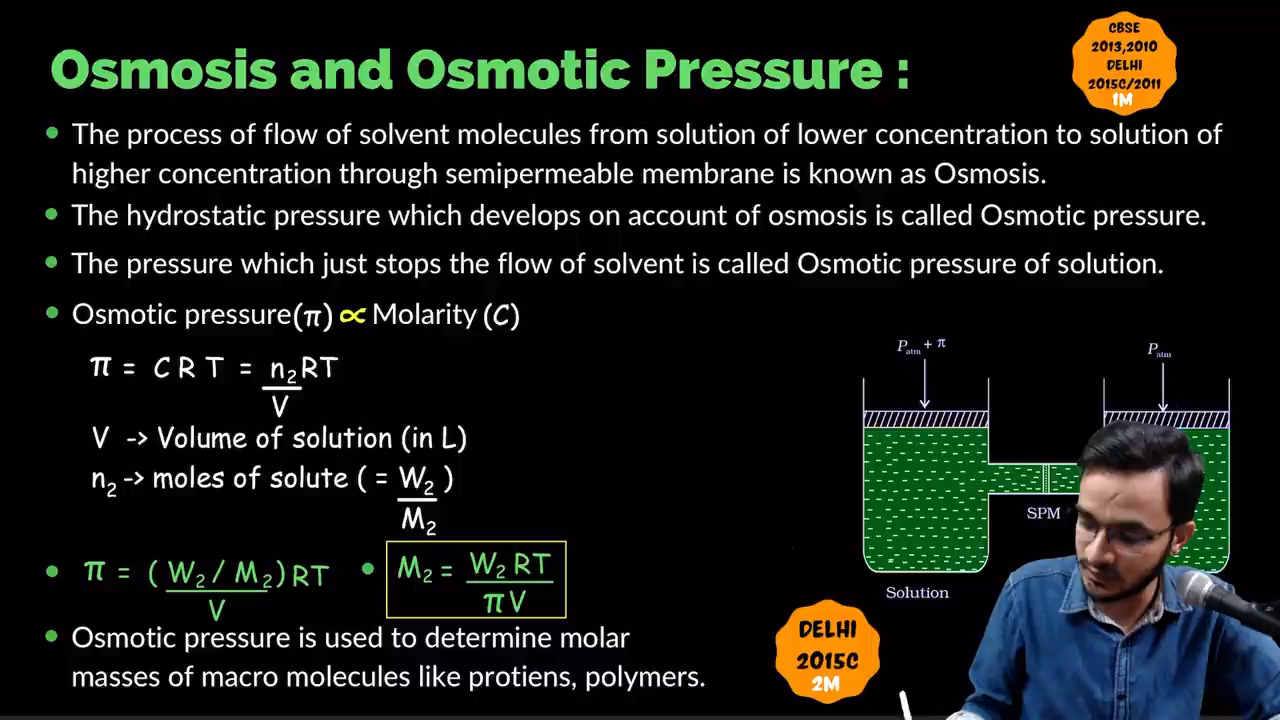 Osmosis and Osmotic Pressure :
CBSE
2013,2010
DELHI
2015C/2011
1M
• The process of flow of solvent molecules from solution of lower concentration to solution of
higher concentration through semipermeable membrane is known as Osmosis.
• The hydrostatic pressure which develops on account of osmosis is called Osmotic pressure.
• The pressure which just stops the flow of solvent is called Osmotic pressure of solution.
• Osmotic pressure(π) ∝ Molarity (C)
π = C R T = n₂RT
V
V -> Volume of solution (in L)
n₂ -> moles of solute ( = W₂ )
M₂
• π = (W₂ / M₂) RT
V
• M₂ = W₂ RT
π V
• Osmotic pressure is used to determine molar
masses of macro molecules like protiens, polymers.
P atm + π
P atm
SPM
Solution
DELHI
2015C
2M